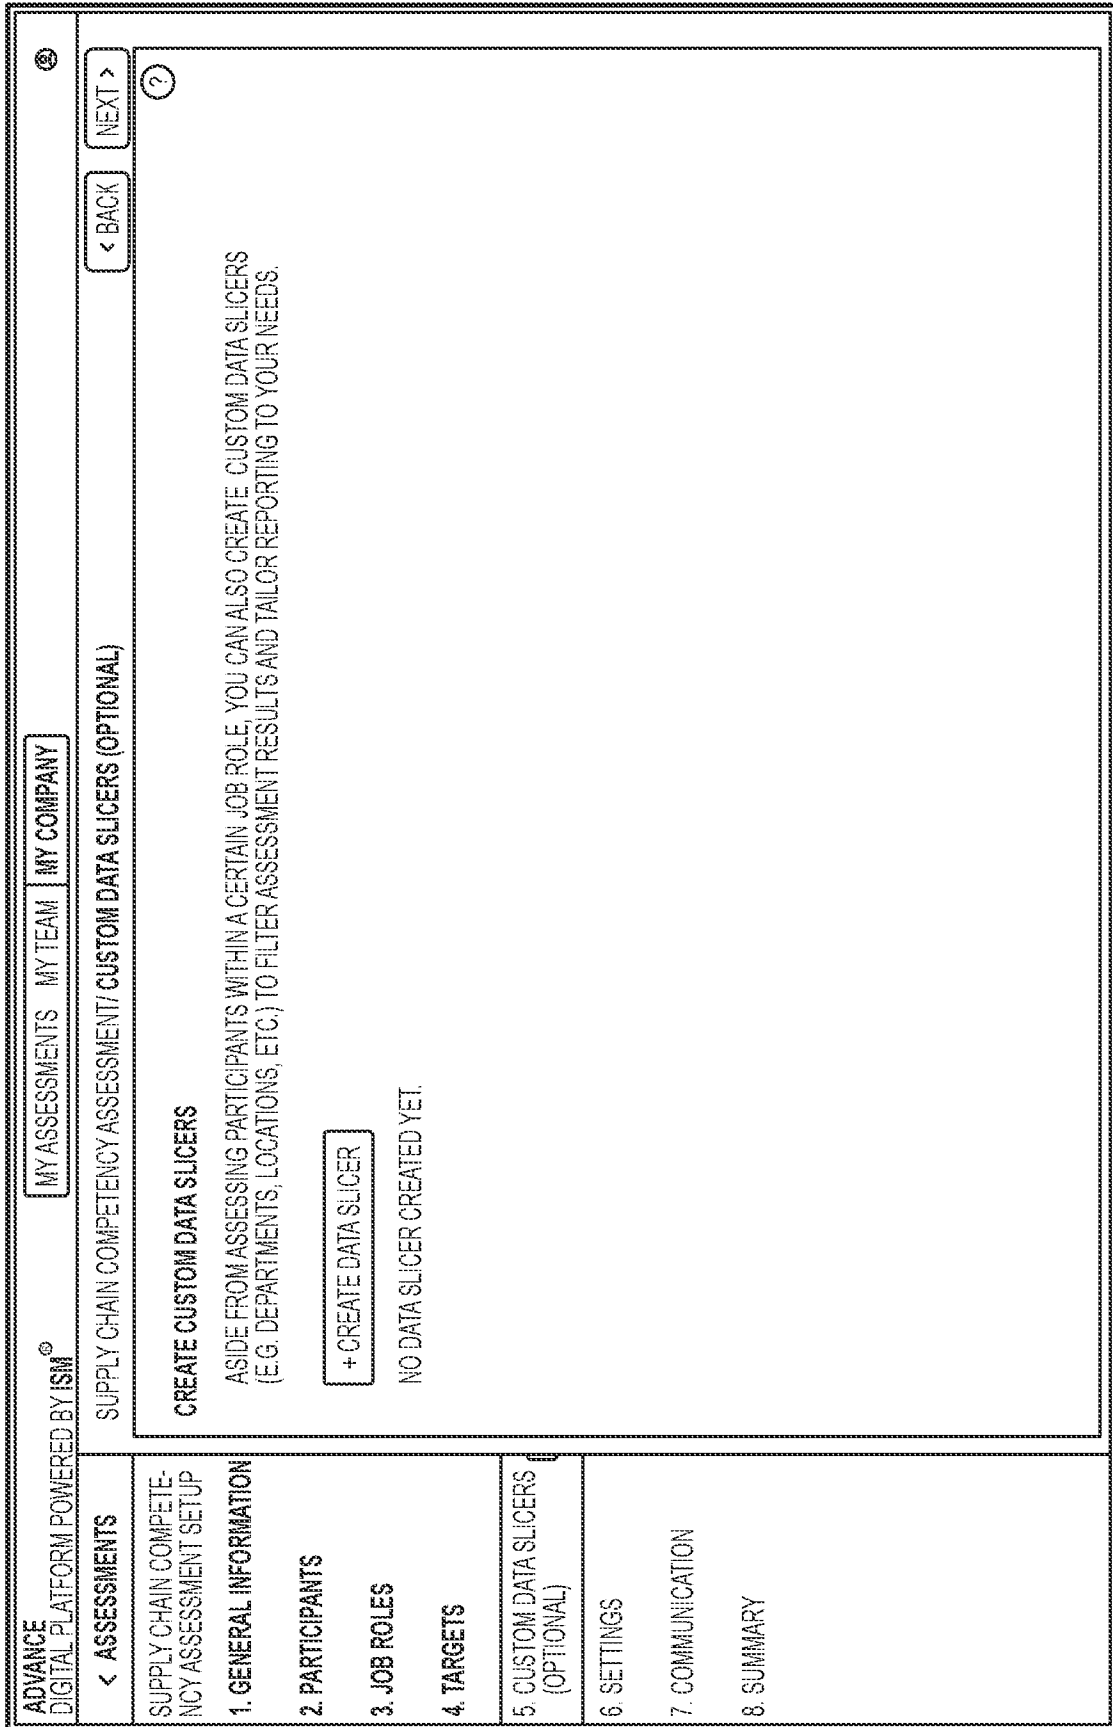 ADVANCE
DIGITAL PLATFORM POWERED BY ISM®
MY ASSESSMENTS MY TEAM MY COMPANY
< ASSESSMENTS
SUPPLY CHAIN COMPETENCY ASSESSMENT/ CUSTOM DATA SLICERS (OPTIONAL)
< BACK NEXT >
SUPPLY CHAIN COMPETE-
NCY ASSESSMENT SETUP
1. GENERAL INFORMATION
2. PARTICIPANTS
3. JOB ROLES
4. TARGETS
5. CUSTOM DATA SLICERS
(OPTIONAL)
6. SETTINGS
7. COMMUNICATION
8. SUMMARY
?
CREATE CUSTOM DATA SLICERS
ASIDE FROM ASSESSING PARTICIPANTS WITHIN A CERTAIN JOB ROLE, YOU CAN ALSO CREATE CUSTOM DATA SLICERS
(E.G. DEPARTMENTS, LOCATIONS, ETC.) TO FILTER ASSESSMENT RESULTS AND TAILOR REPORTING TO YOUR NEEDS.
+ CREATE DATA SLICER
NO DATA SLICER CREATED YET.